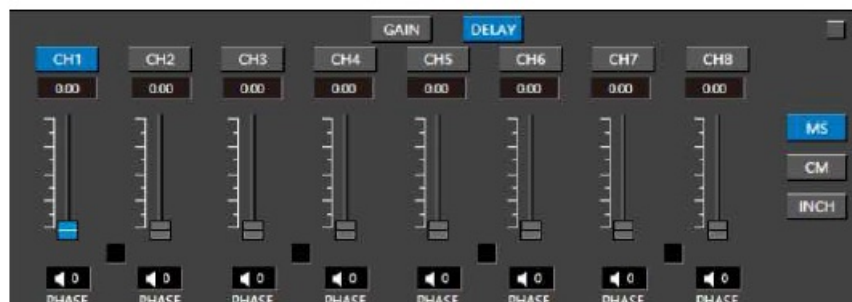 GAIN DELAY
CH1 CH2 CH3 CH4 CH5 CH6 CH7 CH8
0.00 0.00 0.00 0.00 0.00 0.00 0.00 0.00
MS
CM
INCH
0 0 0 0 0 0 0 0
PHASE PHASE PHASE PHASE PHASE PHASE PHASE PHASE